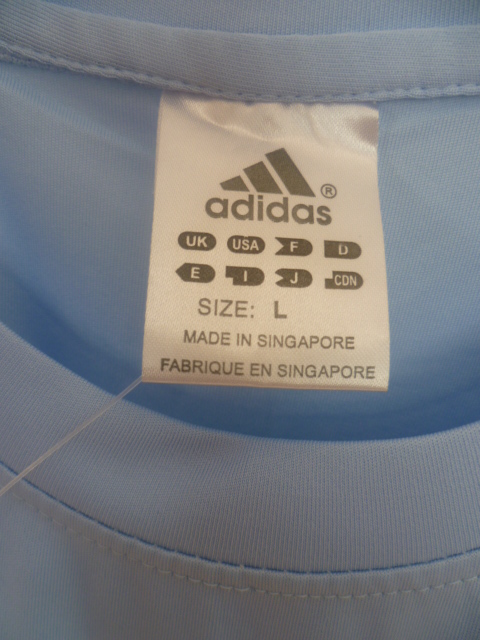 adidas®
UK USA F D
E I J CDN
SIZE: L
MADE IN SINGAPORE
FABRIQUE EN SINGAPORE